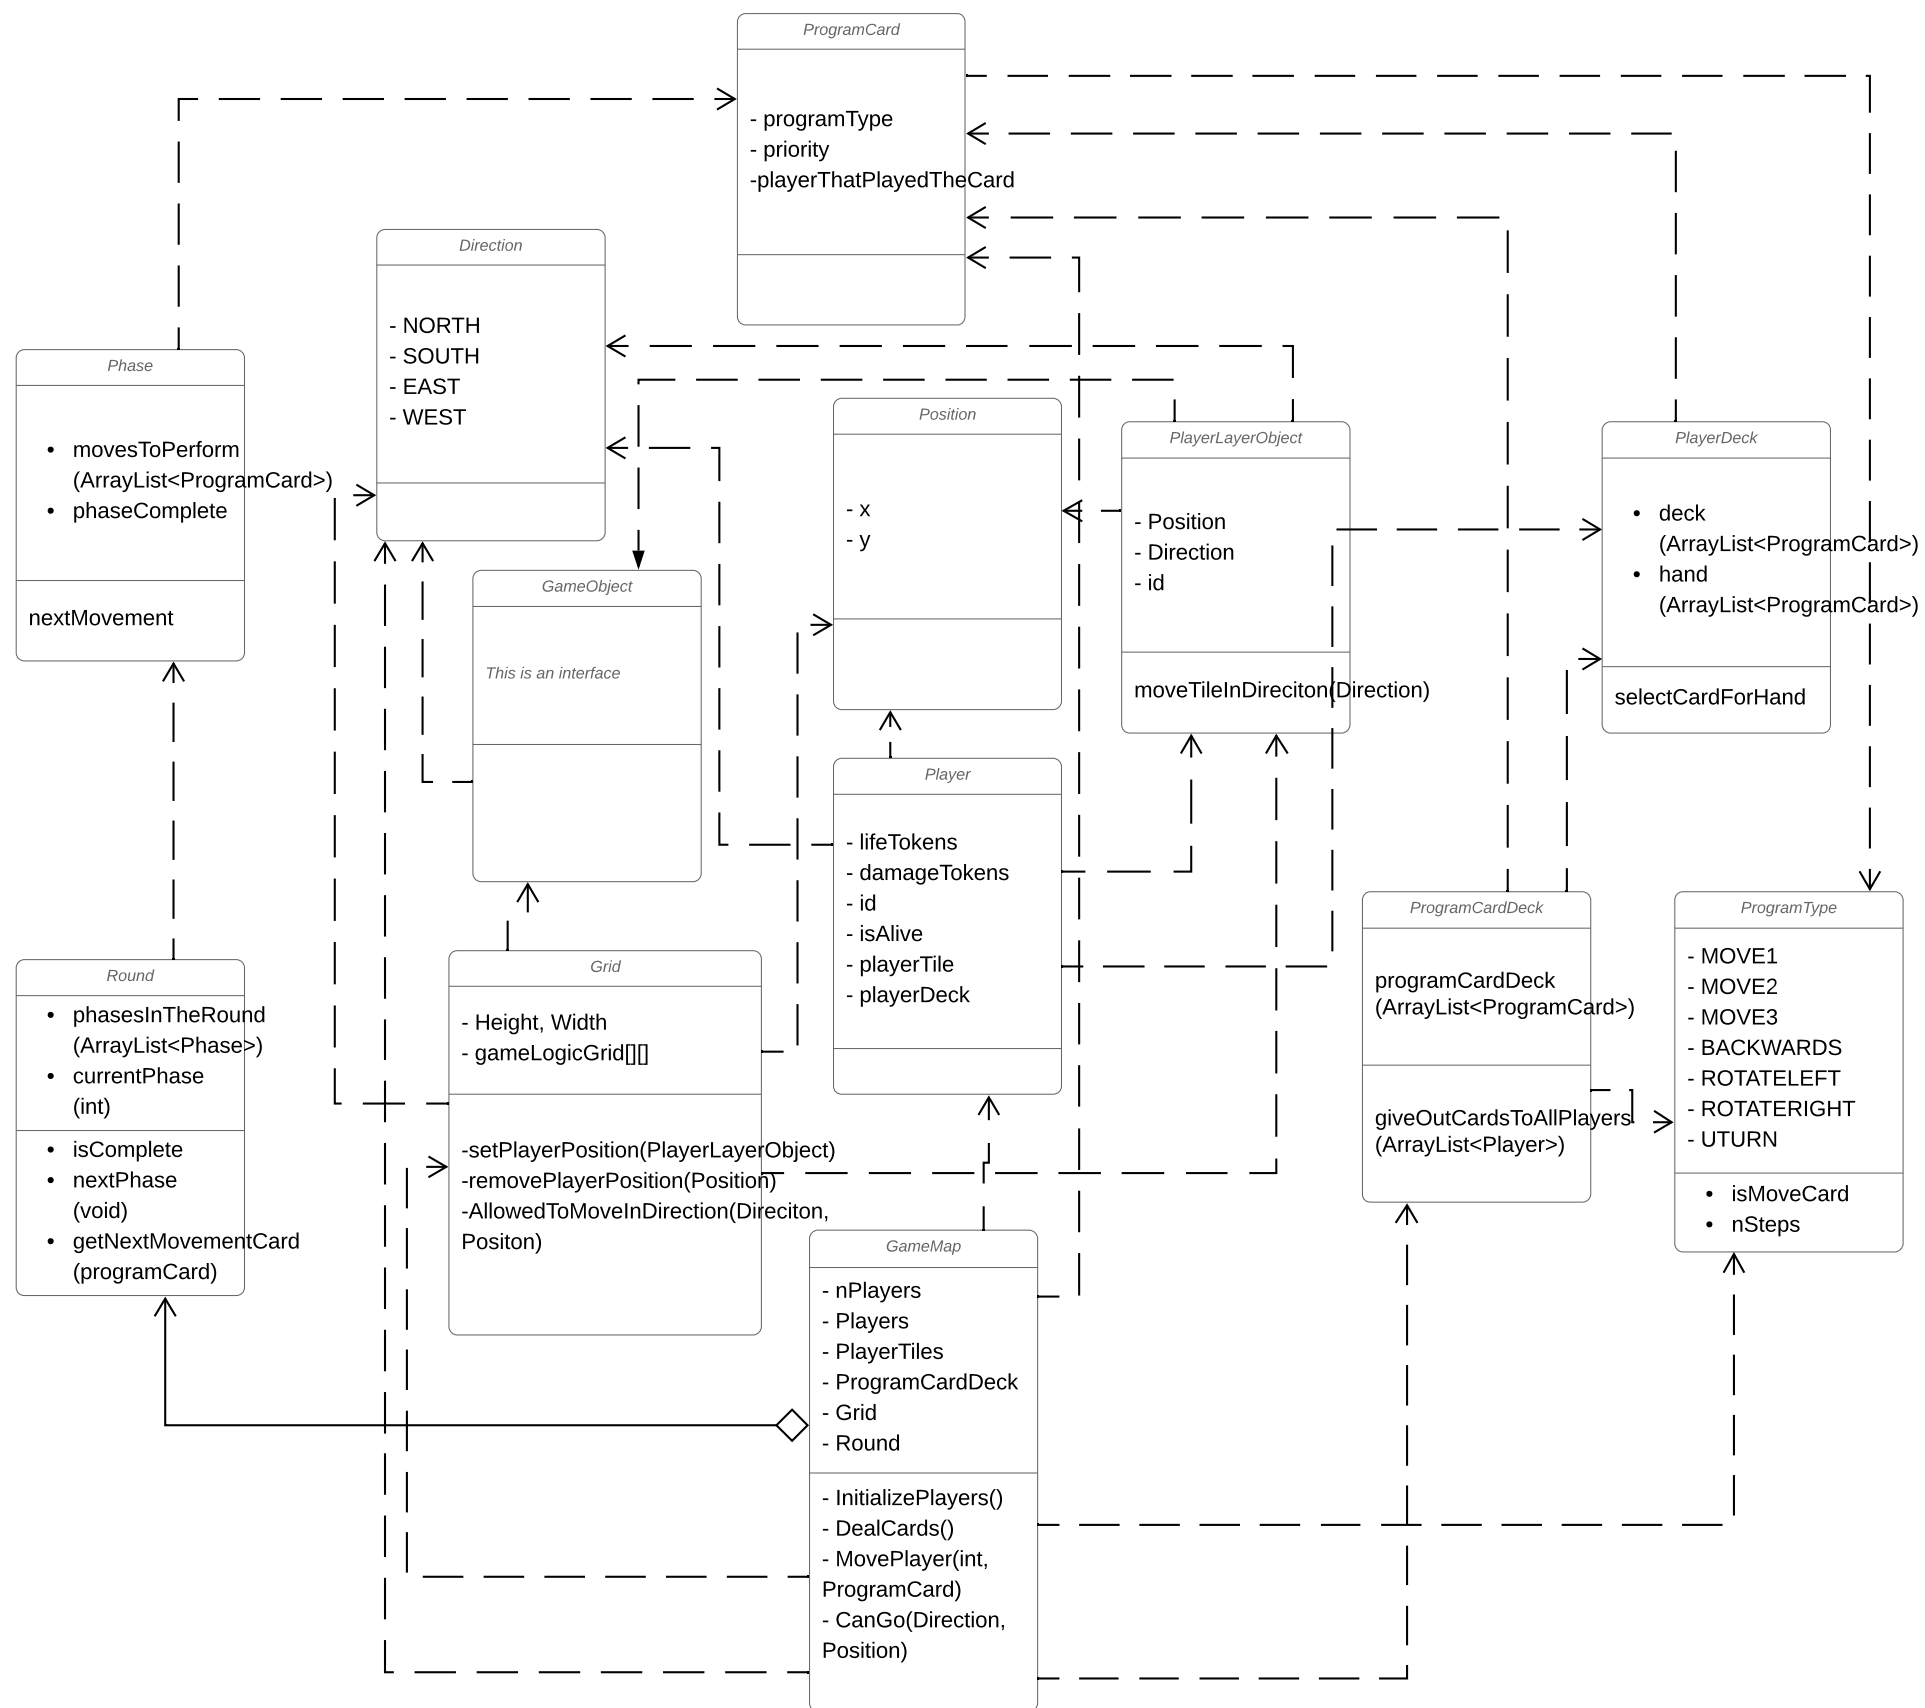 ProgramCard
- programType
- priority
-playerThatPlayedTheCard
Direction
- NORTH
- SOUTH
- EAST
- WEST
Phase
• movesToPerform
(ArrayList<ProgramCard>)
• phaseComplete
nextMovement
Position
- x
- y
PlayerLayerObject
- Position
- Direction
- id
moveTileInDireciton(Direction)
PlayerDeck
• deck
(ArrayList<ProgramCard>)
• hand
(ArrayList<ProgramCard>)
selectCardForHand
GameObject
This is an interface
Player
- lifeTokens
- damageTokens
- id
- isAlive
- playerTile
- playerDeck
ProgramCardDeck
programCardDeck
(ArrayList<ProgramCard>)
giveOutCardsToAllPlayers
(ArrayList<Player>)
ProgramType
- MOVE1
- MOVE2
- MOVE3
- BACKWARDS
- ROTATELEFT
- ROTATERIGHT
- UTURN
• isMoveCard
• nSteps
Round
• phasesInTheRound
(ArrayList<Phase>)
• currentPhase
(int)
• isComplete
• nextPhase
(void)
• getNextMovementCard
(programCard)
Grid
- Height, Width
- gameLogicGrid[][]
-setPlayerPosition(PlayerLayerObject)
-removePlayerPosition(Position)
-AllowedToMoveInDirection(Direciton,
Positon)
GameMap
- nPlayers
- Players
- PlayerTiles
- ProgramCardDeck
- Grid
- Round
- InitializePlayers()
- DealCards()
- MovePlayer(int,
ProgramCard)
- CanGo(Direction,
Position)